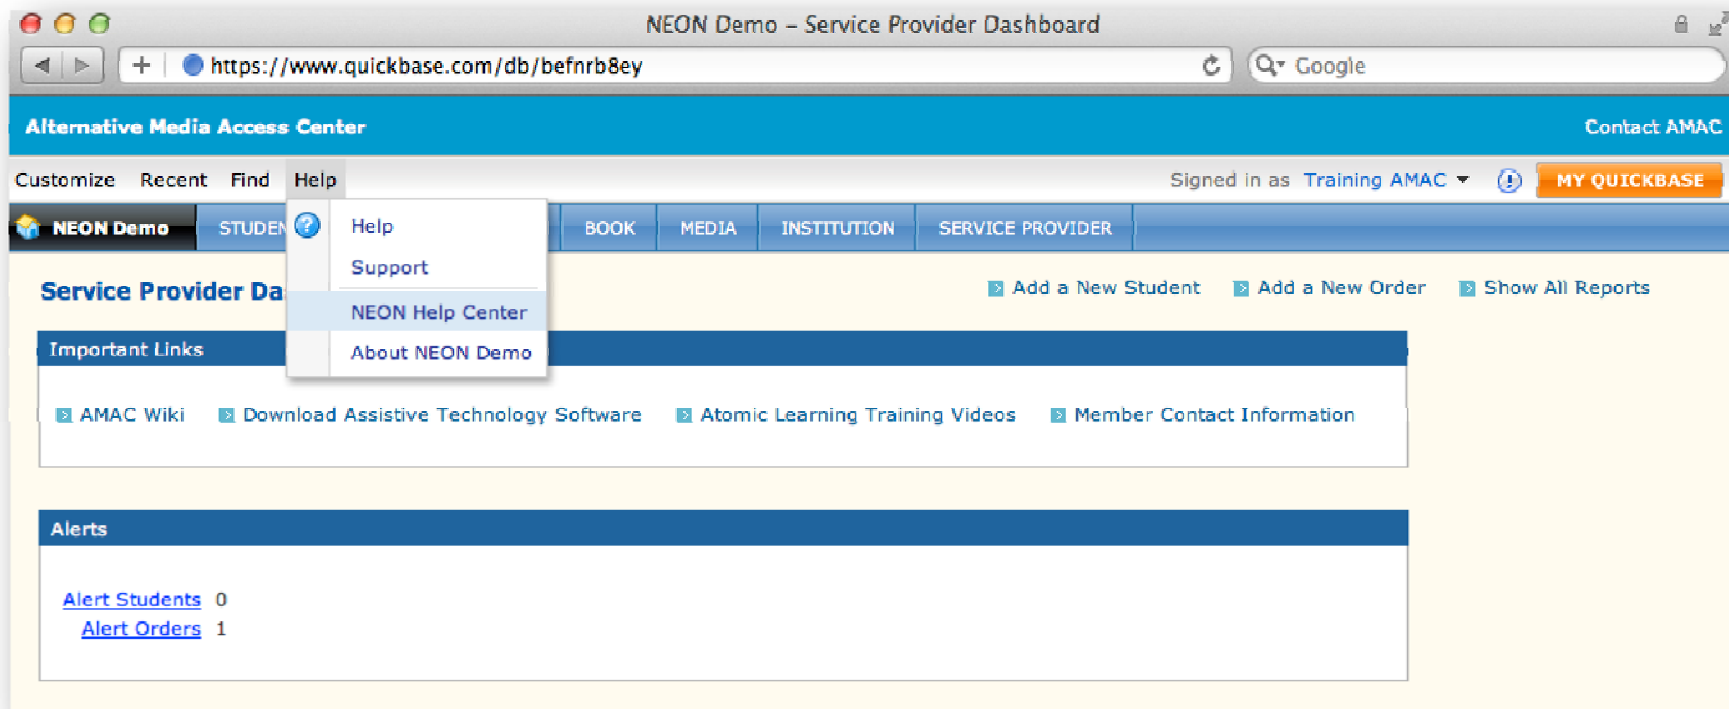 NEON Demo – Service Provider Dashboard
+ https://www.quickbase.com/db/befnrb8ey Google
Alternative Media Access Center Contact AMAC
Customize Recent Find Help Signed in as Training AMAC MY QUICKBASE
NEON Demo STUDEN BOOK MEDIA INSTITUTION SERVICE PROVIDER
Help
Support
NEON Help Center
About NEON Demo
Service Provider Da Add a New Student Add a New Order Show All Reports
Important Links
AMAC Wiki Download Assistive Technology Software Atomic Learning Training Videos Member Contact Information
Alerts
Alert Students 0
Alert Orders 1